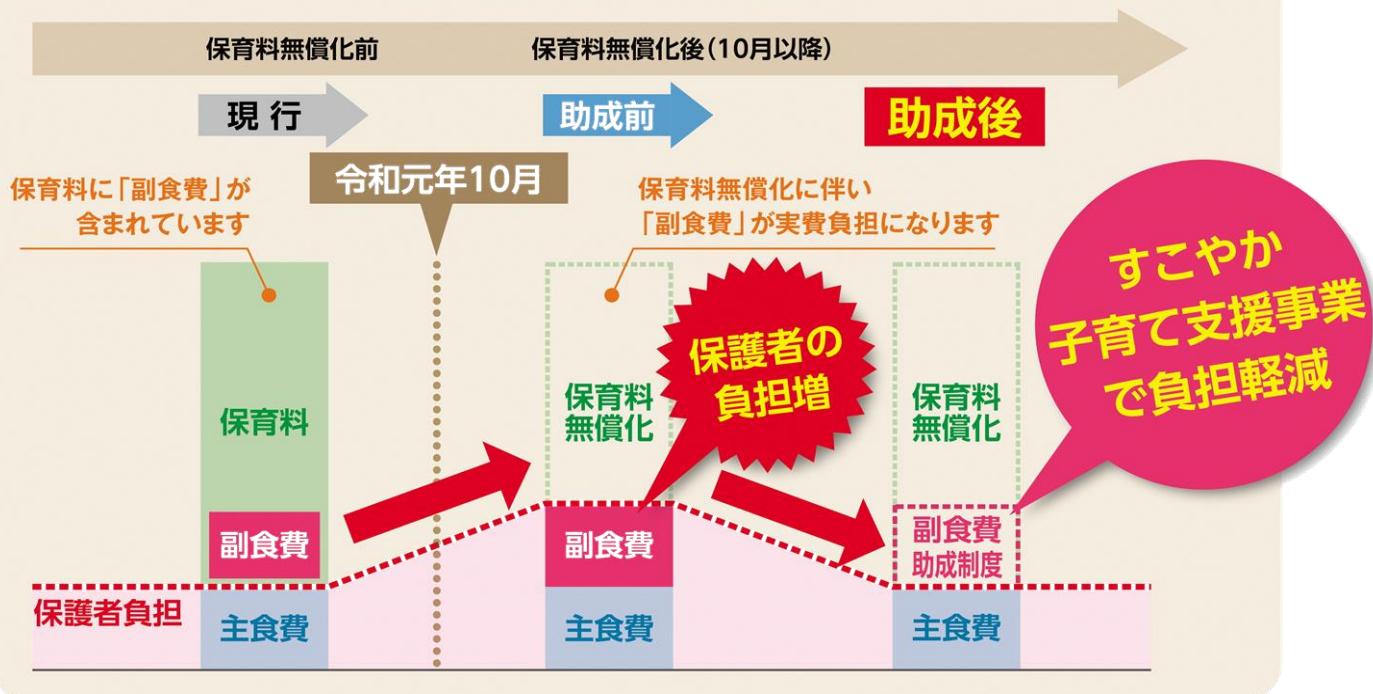 保育料無償化前
保育料無償化後(10月以降)
現 行
助成前
助成後
令和元年10月
保育料に「副食費」が
含まれています
保育料無償化に伴い
「副食費」が実費負担になります
すこやか
子育て支援事業
で負担軽減
保護者の
負担増
保育料
保育料
無償化
保育料
無償化
副食費
副食費
副食費
助成制度
保護者負担
主食費
主食費
主食費